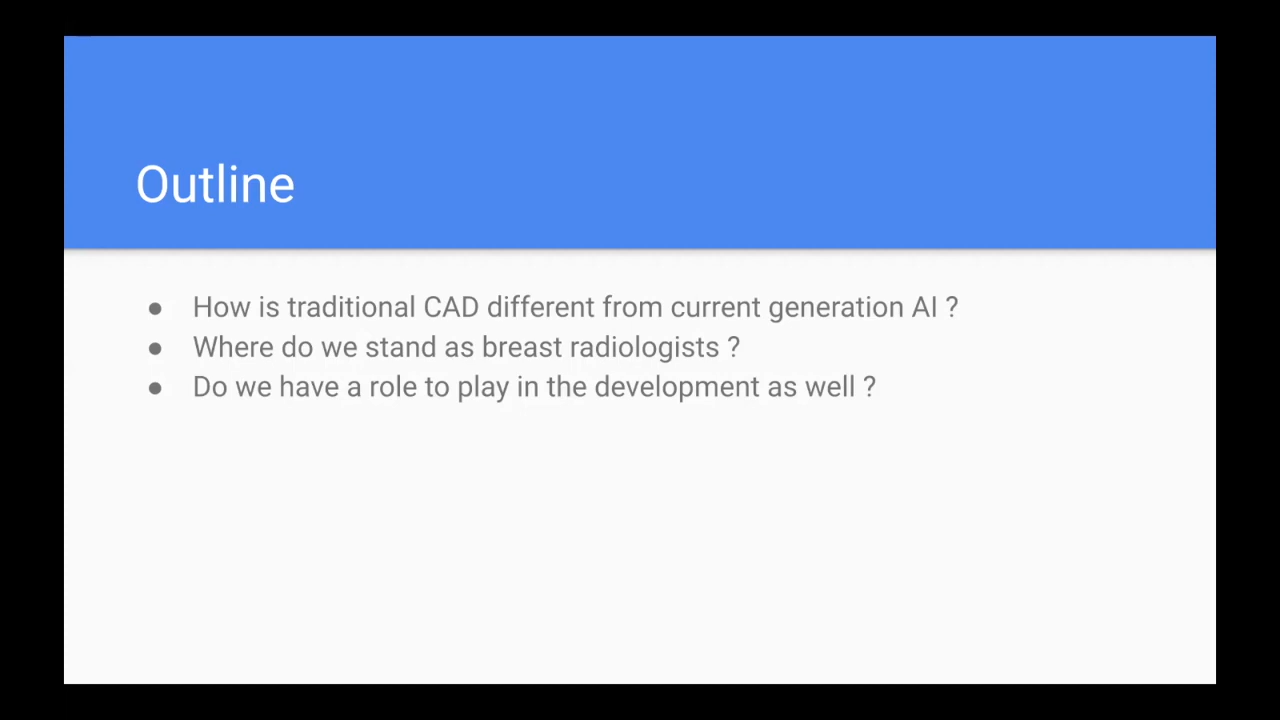 Outline
● How is traditional CAD different from current generation AI ?
● Where do we stand as breast radiologists ?
● Do we have a role to play in the development as well ?